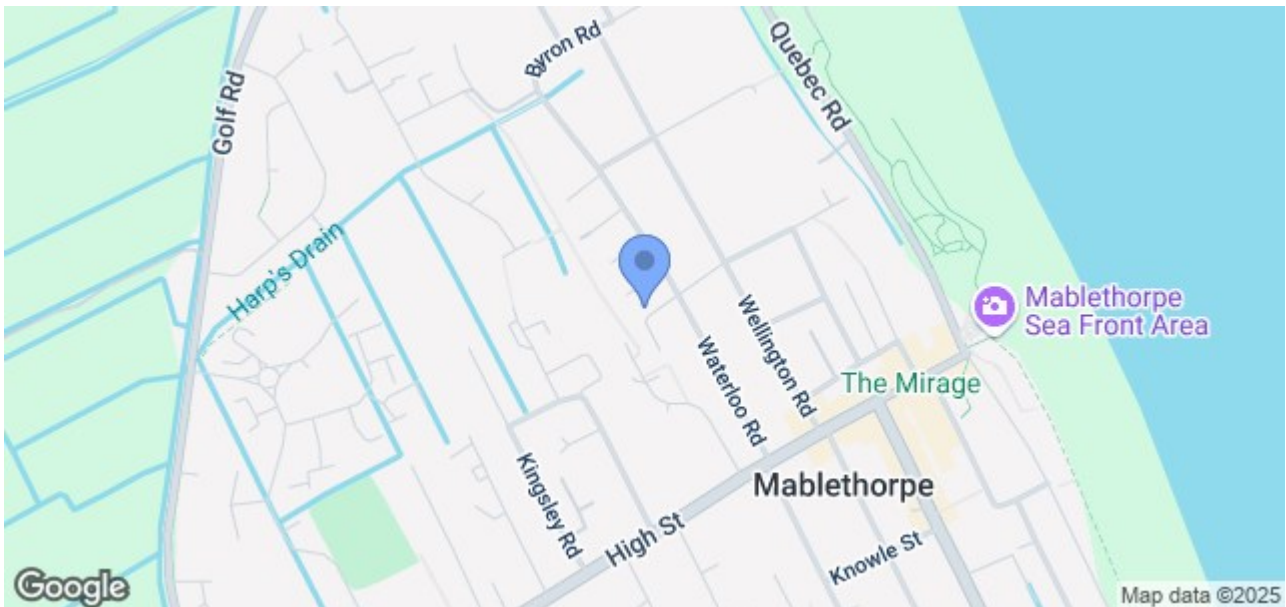 Byron Rd
Quebec Rd
Golf Rd
Harp's Drain
Mablethorpe
Sea Front Area
Wellington Rd
Waterloo Rd
The Mirage
Kingsley Rd
Mablethorpe
High St
Knowle St
Google
Map data ©2025